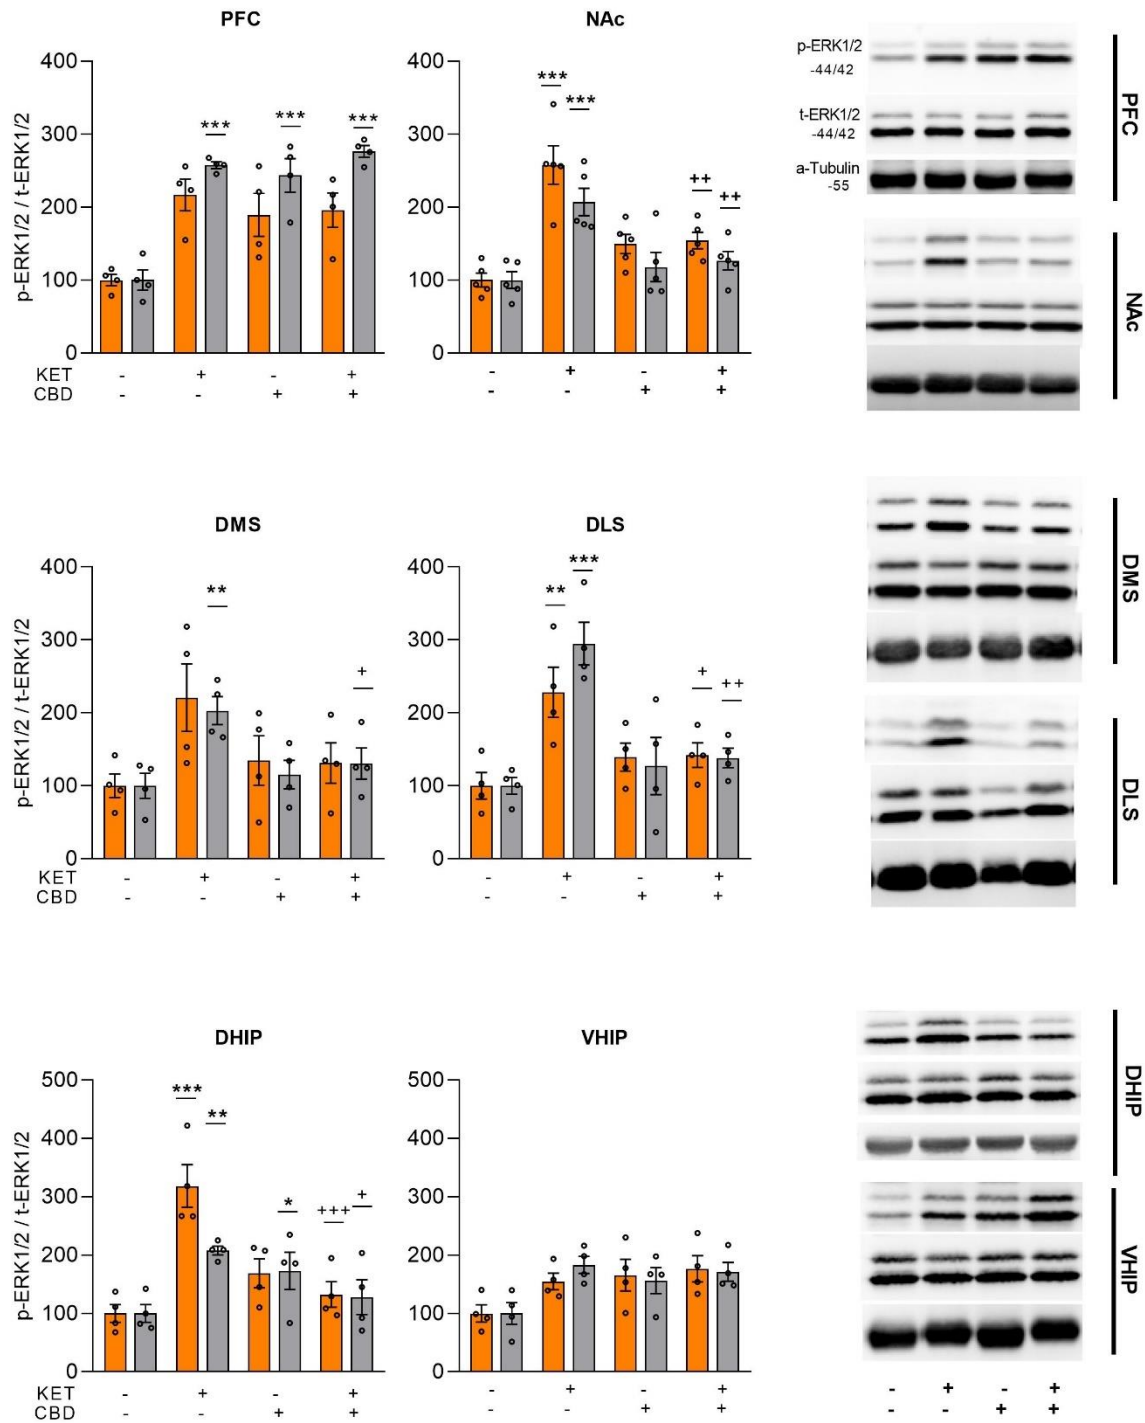 PFC
NAc
400
300
200
100
0
p-ERK1/2 / t-ERK1/2
*** *** ***
KET - + - +
CBD - - + +
400
300
200
100
0
*** *** ++ ++
- + - +
- - + +
p-ERK1/2
-44/42
t-ERK1/2
-44/42
a-Tubulin
-55
PFC
NAc
DMS
DLS
400
300
200
100
0
p-ERK1/2 / t-ERK1/2
** +
KET - + - +
CBD - - + +
400
300
200
100
0
** *** + ++
- + - +
- - + +
DMS
DLS
DHIP
VHIP
500
400
300
200
100
0
p-ERK1/2 / t-ERK1/2
*** ** * +++ +
KET - + - +
CBD - - + +
500
400
300
200
100
0
- + - +
- - + +
DHIP
VHIP
- + - +
- - + +